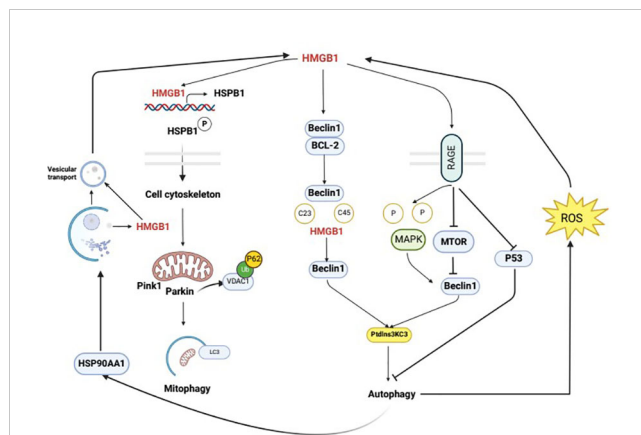 HMGB1
HMGB1
HSPB1
HSPB1
P
Cell cytoskeleton
Pink1
Parkin
P62
Ub
VDAC1
LC3
Mitophagy
Vesicular
transport
HMGB1
HSP90AA1
Beclin1
BCL-2
Beclin1
C23
C45
HMGB1
Beclin1
RAGE
P
P
MAPK
MTOR
Beclin1
P53
PtdIns3KC3
Autophagy
ROS